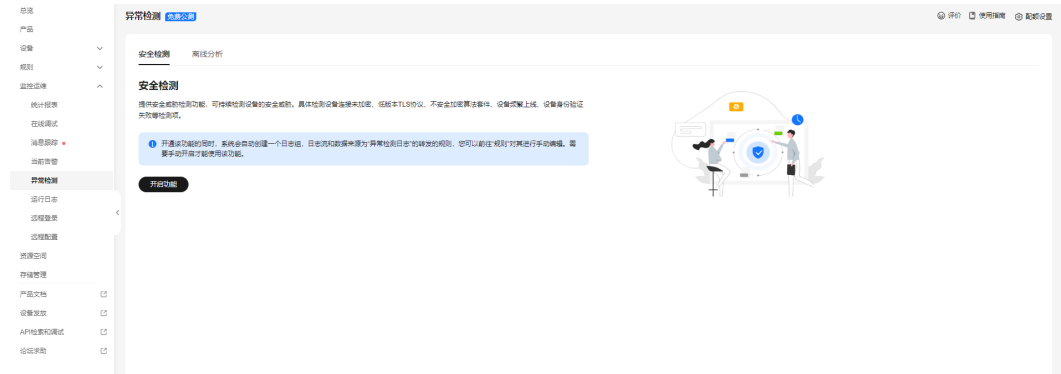 总览
产品
设备
规则
监控运维
统计报表
在线调试
消息跟踪
当前告警
异常检测
运行日志
远程登录
远程配置
资源空间
存储管理
产品文档
设备发放
API检索和调试
论坛求助
异常检测 免费公测
评价 使用指南 配额设置
安全检测 离线分析
安全检测
提供安全威胁检测功能，可持续检测设备的安全威胁。具体检测设备连接未加密、低版本TLS协议、不安全加密算法套件、设备频繁上线、设备身份验证
失败等检测项。
开通该功能的同时，系统会自动创建一个日志组、日志流和数据来源为“异常检测日志”的转发的规则，您可以前往“规则”对其进行手动编辑。需
要手动开启才能使用该功能。
开启功能